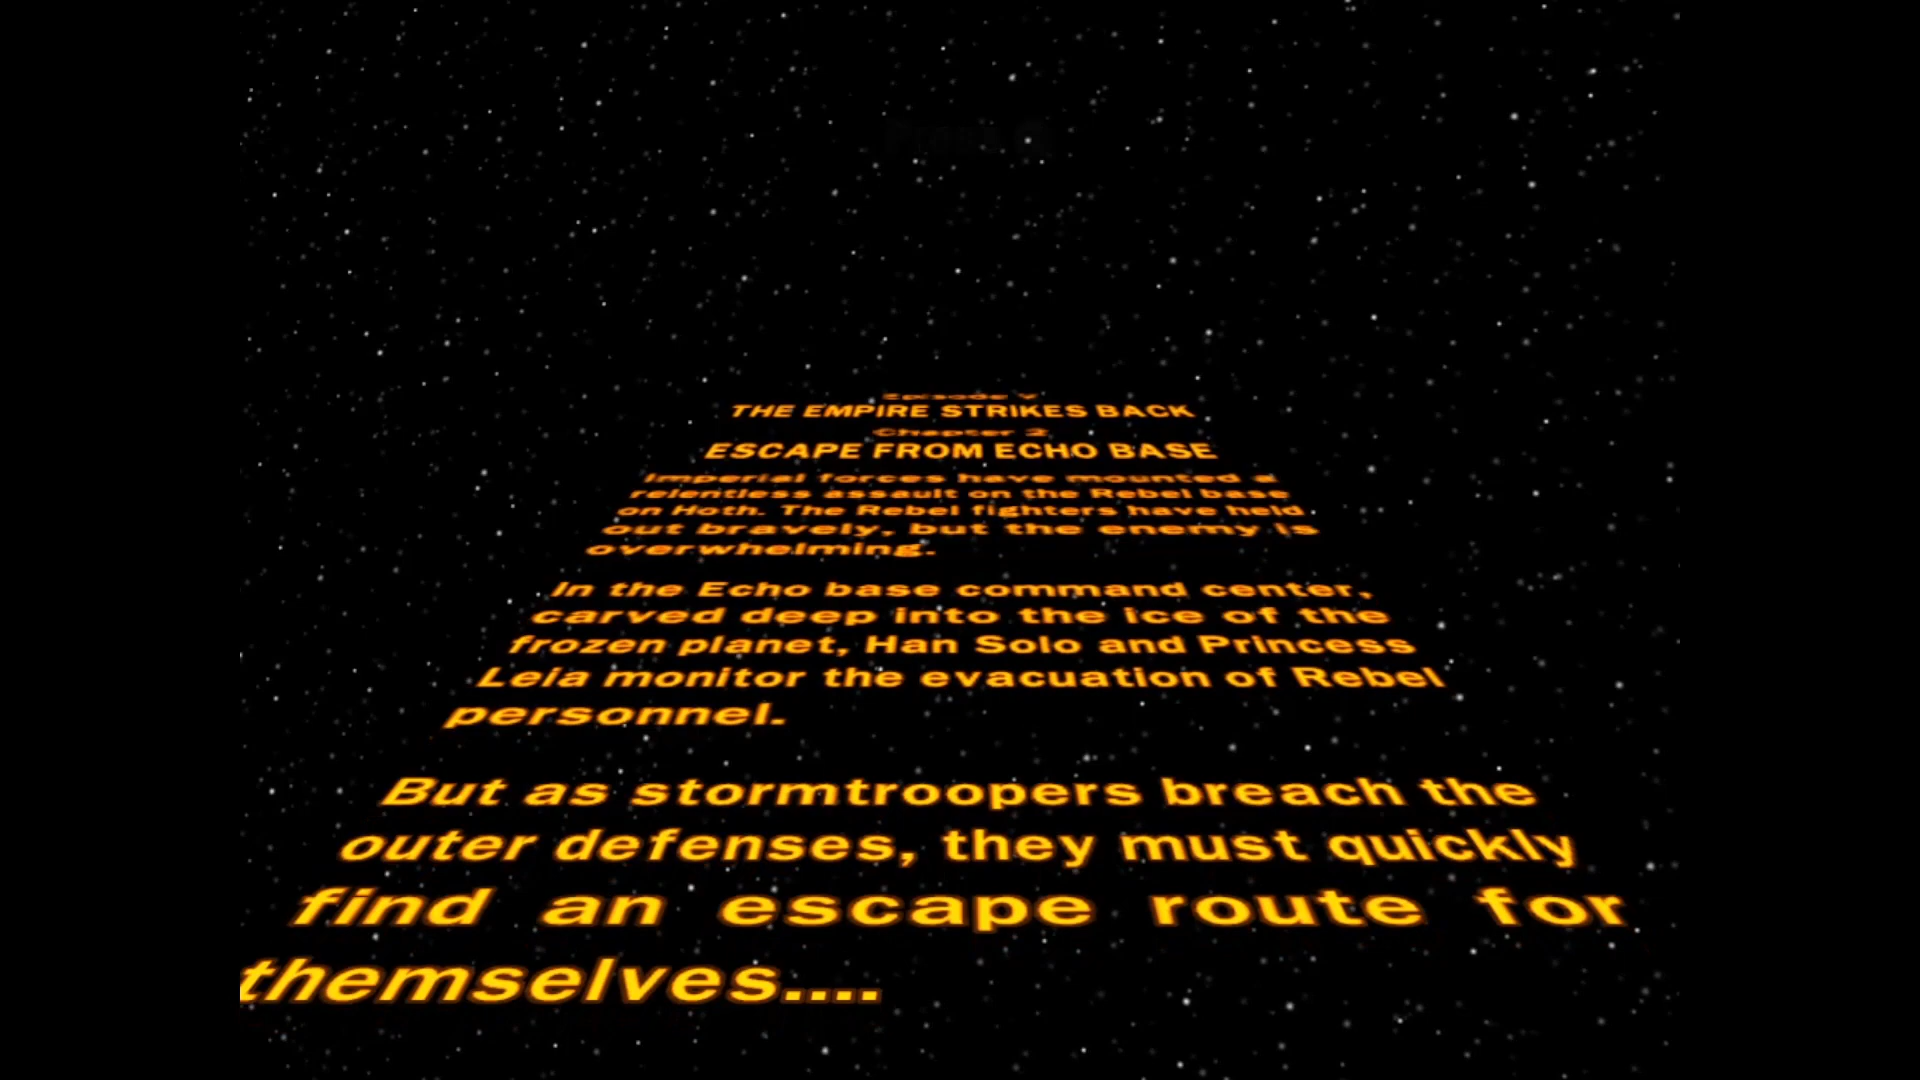 Episode V
THE EMPIRE STRIKES BACK
Chapter 2
ESCAPE FROM ECHO BASE
Imperial forces have mounted a
relentless assault on the Rebel base
on Hoth. The Rebel fighters have held
out bravely, but the enemy is
overwhelming.
In the Echo base command center,
carved deep into the ice of the
frozen planet, Han Solo and Princess
Leia monitor the evacuation of Rebel
personnel.
But as stormtroopers breach the
outer defenses, they must quickly
find an escape route for
themselves....